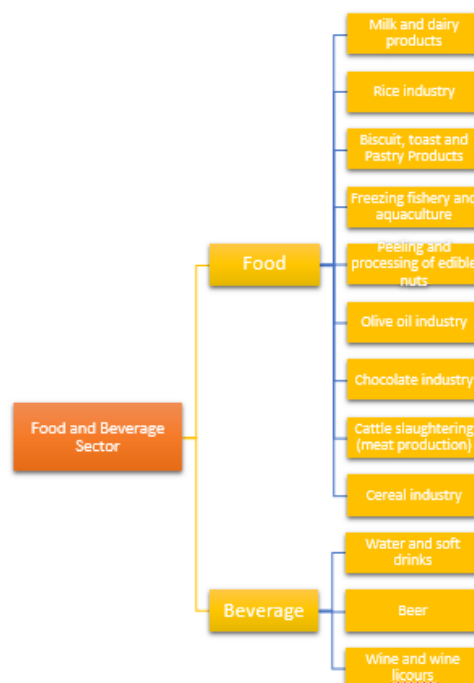 Milk and dairy
products
Rice industry
Biscuit, toast and
Pastry Products
Freezing fishery and
aquaculture
Food
Peeling and
processing of edible
nuts
Olive oil industry
Chocolate industry
Food and Beverage
Sector
Cattle slaughtering
(meat production)
Cereal industry
Water and soft
drinks
Beverage
Beer
Wine and wine
licours